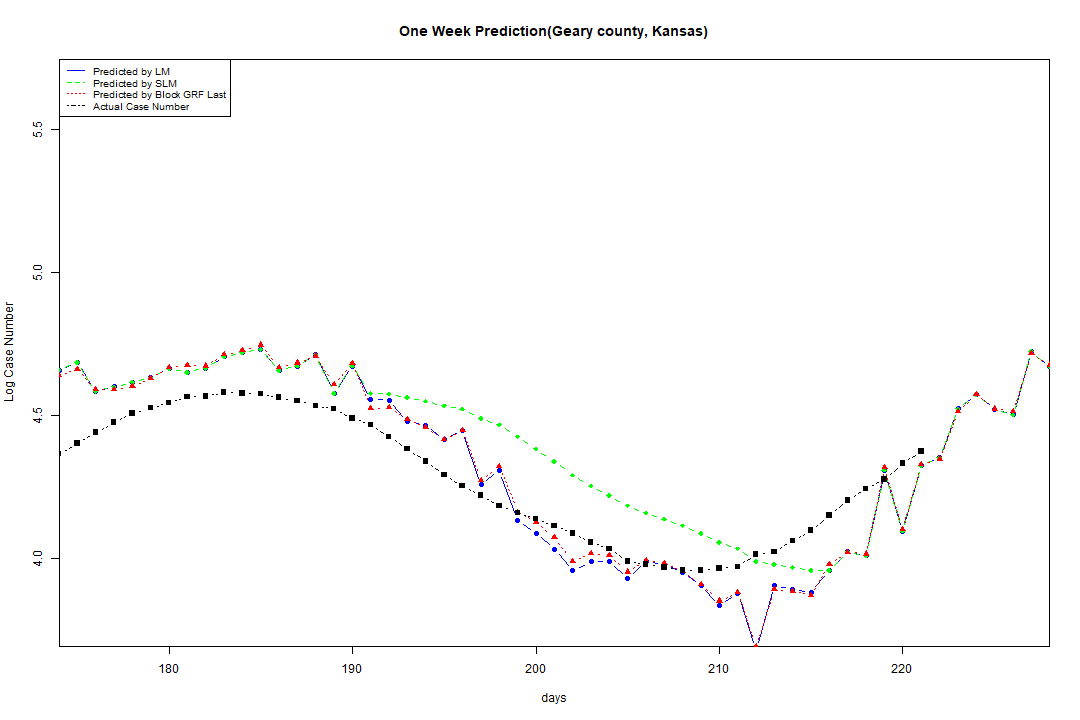 One Week Prediction(Geary county, Kansas)
Predicted by LM
Predicted by SLM
Predicted by Block GRF Last
Actual Case Number
5.5
5.0
4.5
4.0
Log Case Number
180 190 200 210 220
days